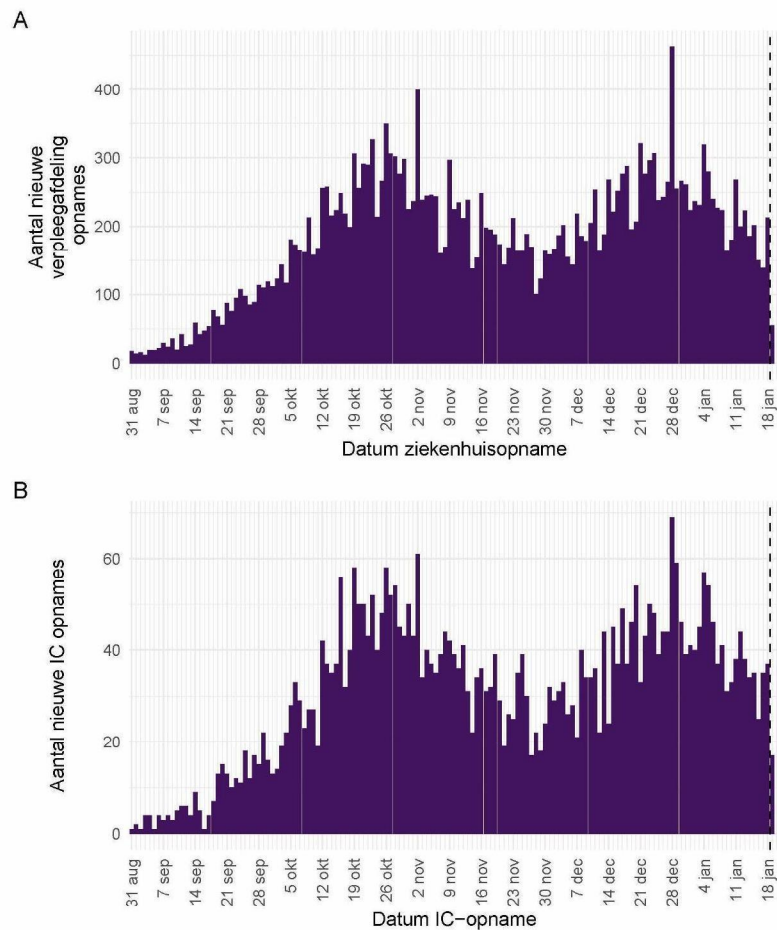 A
Aantal nieuwe
verpleegafdeling
opnames
400
300
200
100
0
31 aug
7 sep
14 sep
21 sep
28 sep
5 okt
12 okt
19 okt
26 okt
2 nov
9 nov
16 nov
23 nov
30 nov
7 dec
14 dec
21 dec
28 dec
4 jan
11 jan
18 jan
Datum ziekenhuisopname
B
Aantal nieuwe IC opnames
60
40
20
0
31 aug
7 sep
14 sep
21 sep
28 sep
5 okt
12 okt
19 okt
26 okt
2 nov
9 nov
16 nov
23 nov
30 nov
7 dec
14 dec
21 dec
28 dec
4 jan
11 jan
18 jan
Datum IC−opname